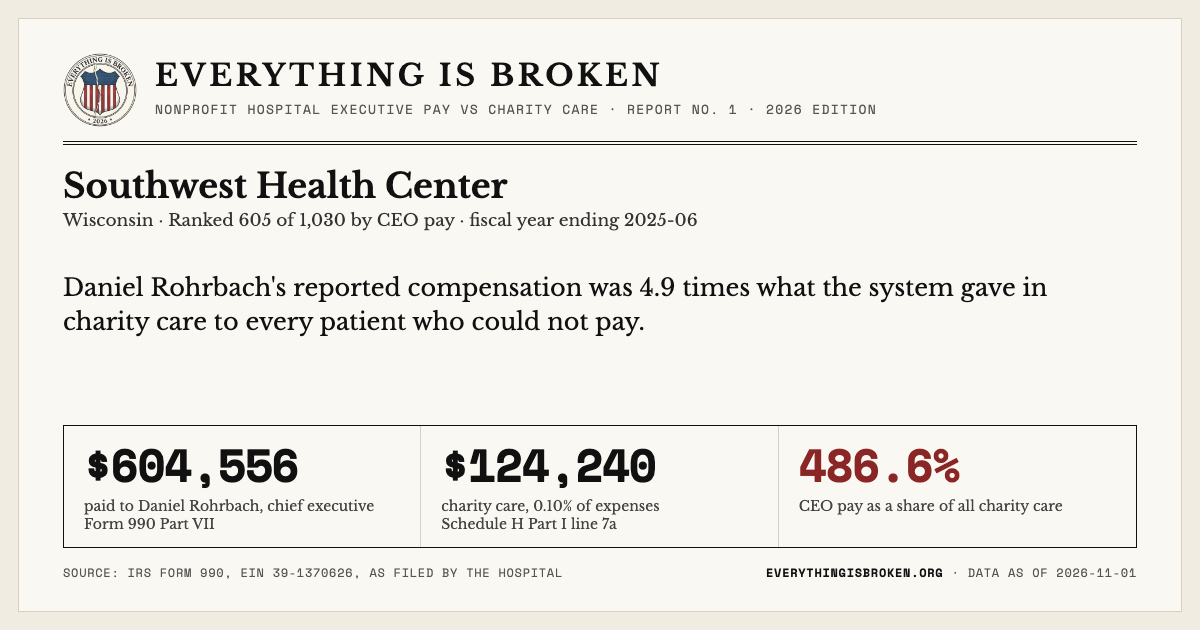 EVERYTHING IS BROKEN
· 2026 ·
EVERYTHING IS BROKEN
NONPROFIT HOSPITAL EXECUTIVE PAY VS CHARITY CARE · REPORT NO. 1 · 2026 EDITION
Southwest Health Center
Wisconsin · Ranked 605 of 1,030 by CEO pay · fiscal year ending 2025-06
Daniel Rohrbach's reported compensation was 4.9 times what the system gave in
charity care to every patient who could not pay.
$604,556
paid to Daniel Rohrbach, chief executive
Form 990 Part VII
$124,240
charity care, 0.10% of expenses
Schedule H Part I line 7a
486.6%
CEO pay as a share of all charity care
SOURCE: IRS FORM 990, EIN 39-1370626, AS FILED BY THE HOSPITAL
EVERYTHINGISBROKEN.ORG · DATA AS OF 2026-11-01